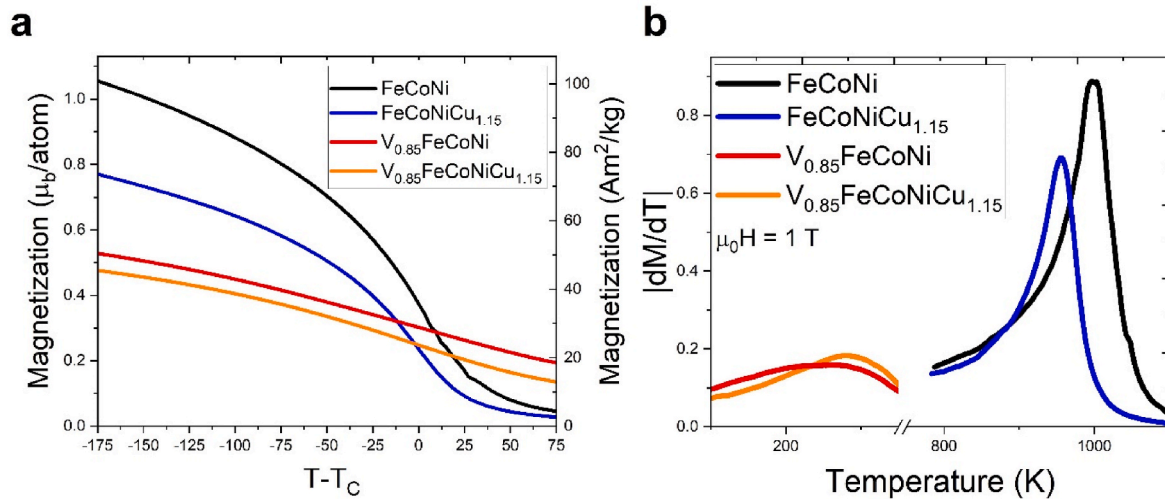 a
Magnetization (μb/atom)
1.0
0.8
0.6
0.4
0.2
0.0
FeCoNi
FeCoNiCu1.15
V0.85FeCoNi
V0.85FeCoNiCu1.15
100
80
60
40
20
0
Magnetization (Am²/kg)
-175 -150 -125 -100 -75 -50 -25 0 25 50 75
T-TC
b
|dM/dT|
0.8
0.6
0.4
0.2
0.0
FeCoNi
FeCoNiCu1.15
V0.85FeCoNi
V0.85FeCoNiCu1.15
μ0H = 1 T
200 800 1000
Temperature (K)